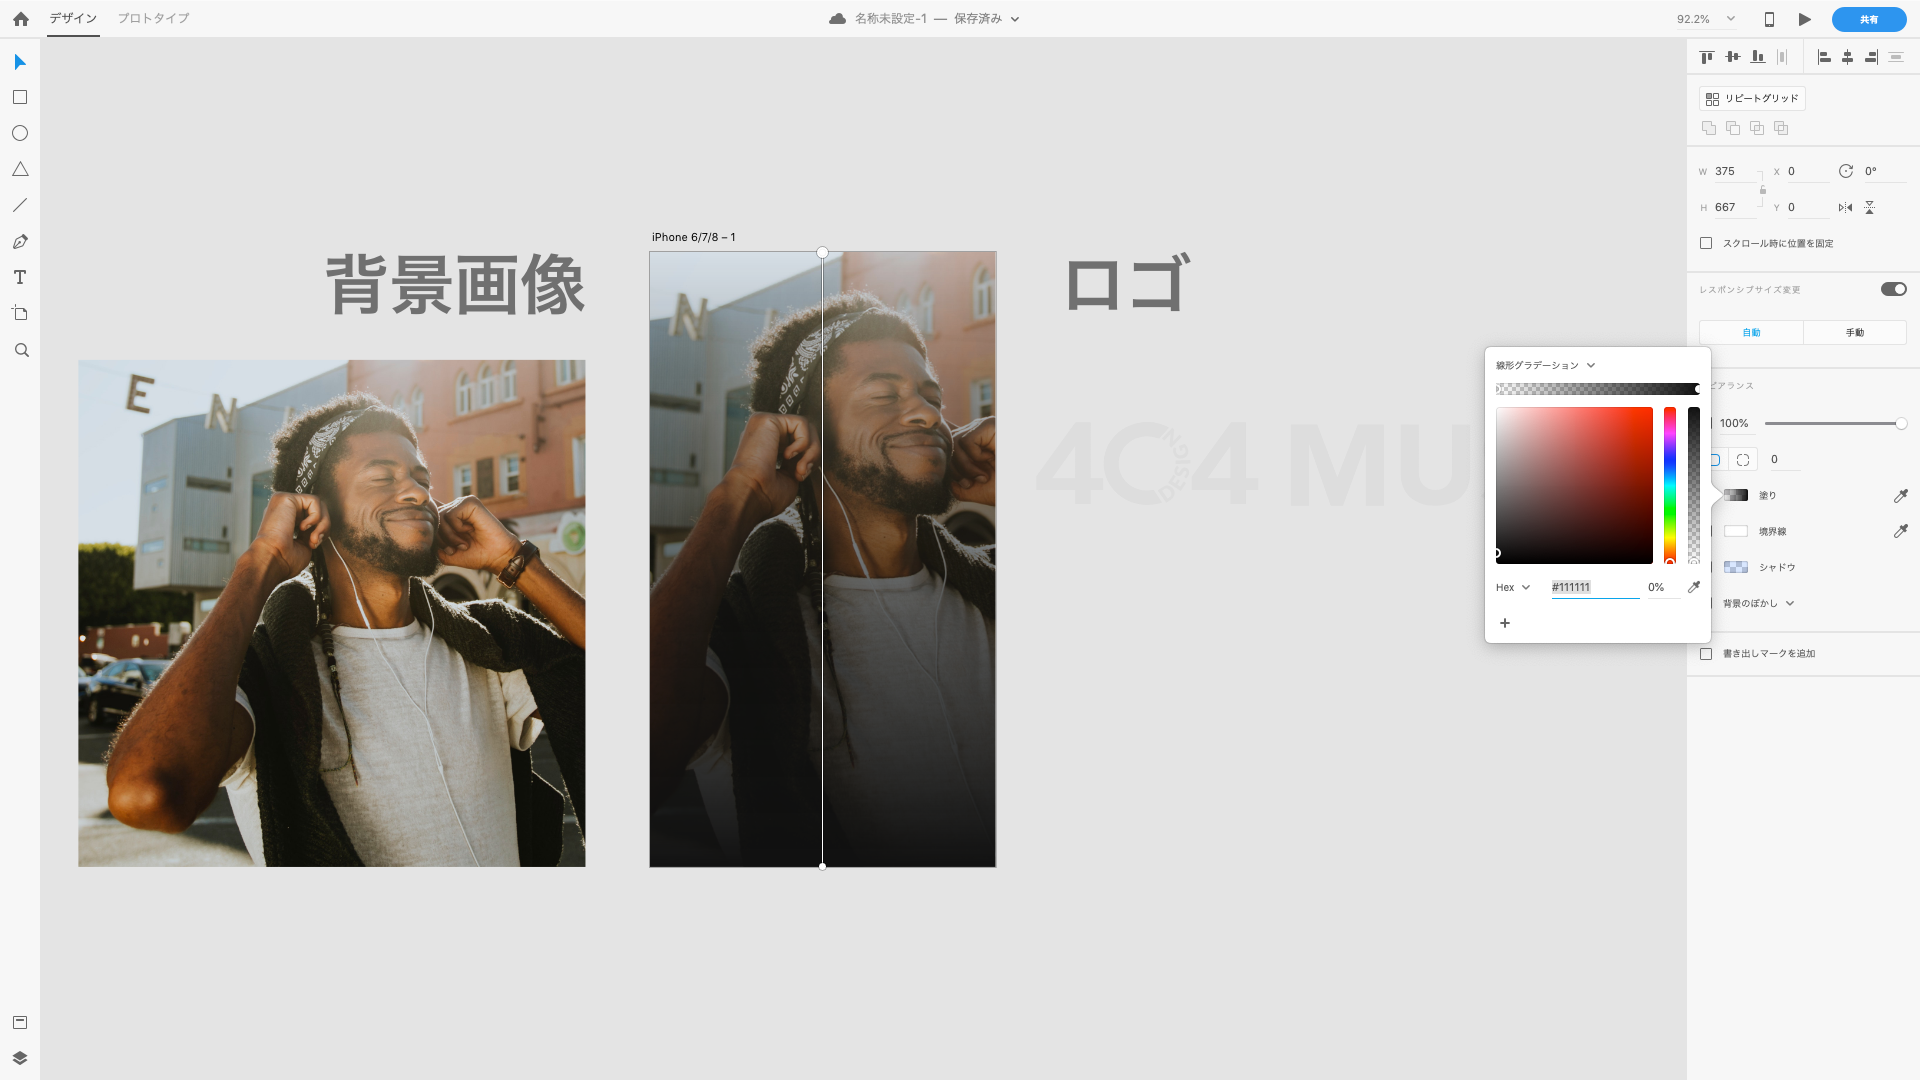 デザイン
プロトタイプ
名称未設定-1 — 保存済み
92.2%
共有
リピートグリッド
W 375
X 0
0°
H 667
Y 0
スクロール時に位置を固定
レスポンシブサイズ変更
自動
手動
iPhone 6/7/8 – 1
背景画像
ロゴ
E N
N
4C4 MU
DESIGN
線形グラデーション
ピアランス
100%
0
塗り
境界線
シャドウ
背景のぼかし
Hex
#111111
0%
+
書き出しマークを追加
T